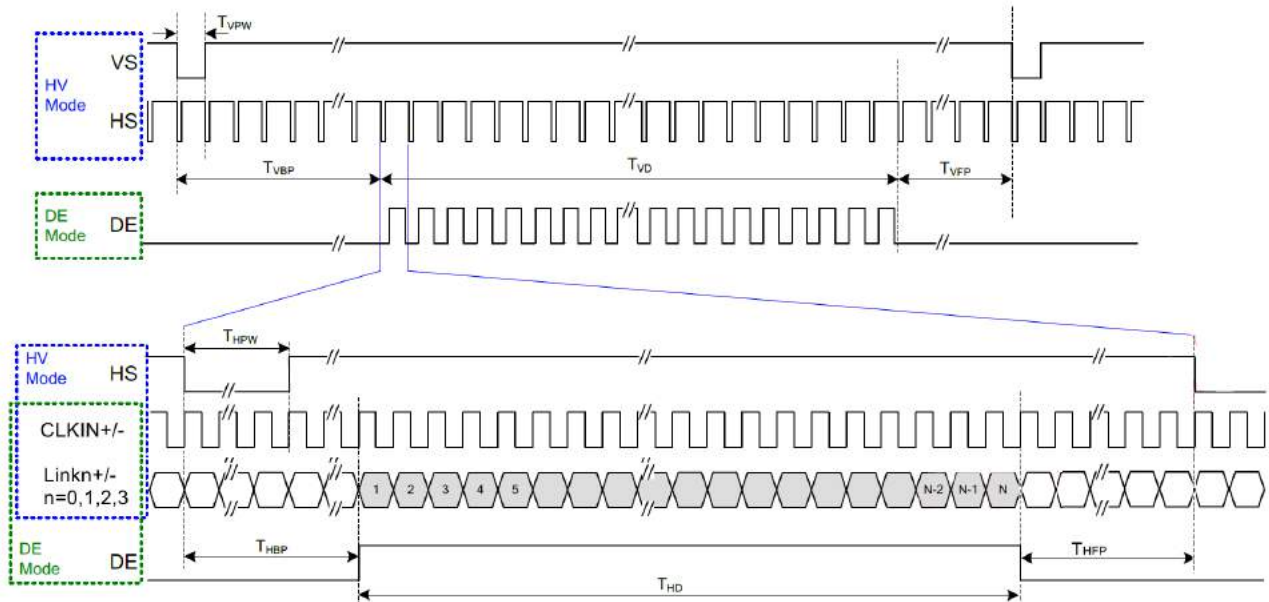 TVPW
VS
HV
Mode
HS
TVBP
TVD
TVFP
DE
Mode
DE
THPW
HV
Mode
HS
CLKIN+/-
Linkn+/-
n=0,1,2,3
1 2 3 4 5 N-2 N-1 N
THBP
THFP
DE
Mode
DE
THD